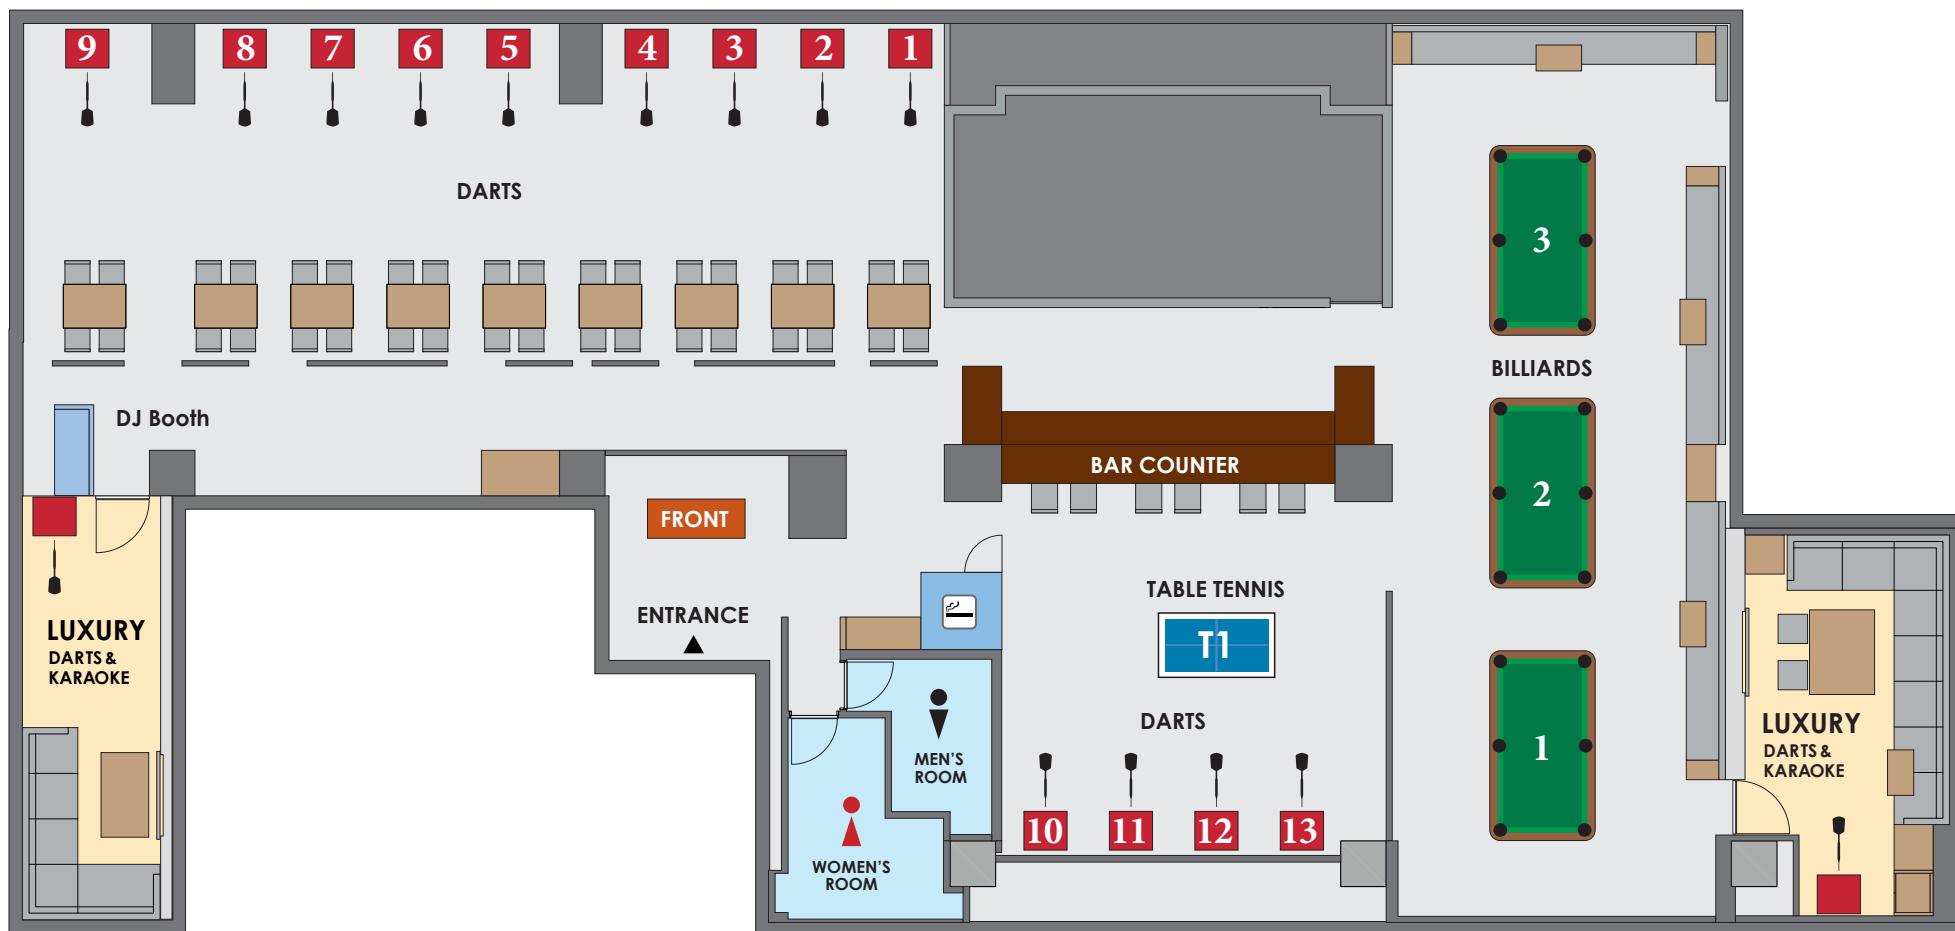 9 8 7 6 5 4 3 2 1
DARTS
3
BILLIARDS
DJ Booth
BAR COUNTER
2
FRONT
TABLE TENNIS
ENTRANCE
T1
LUXURY
DARTS &
KARAOKE
DARTS
LUXURY
DARTS &
KARAOKE
1
MEN'S
ROOM
10 11 12 13
WOMEN'S
ROOM